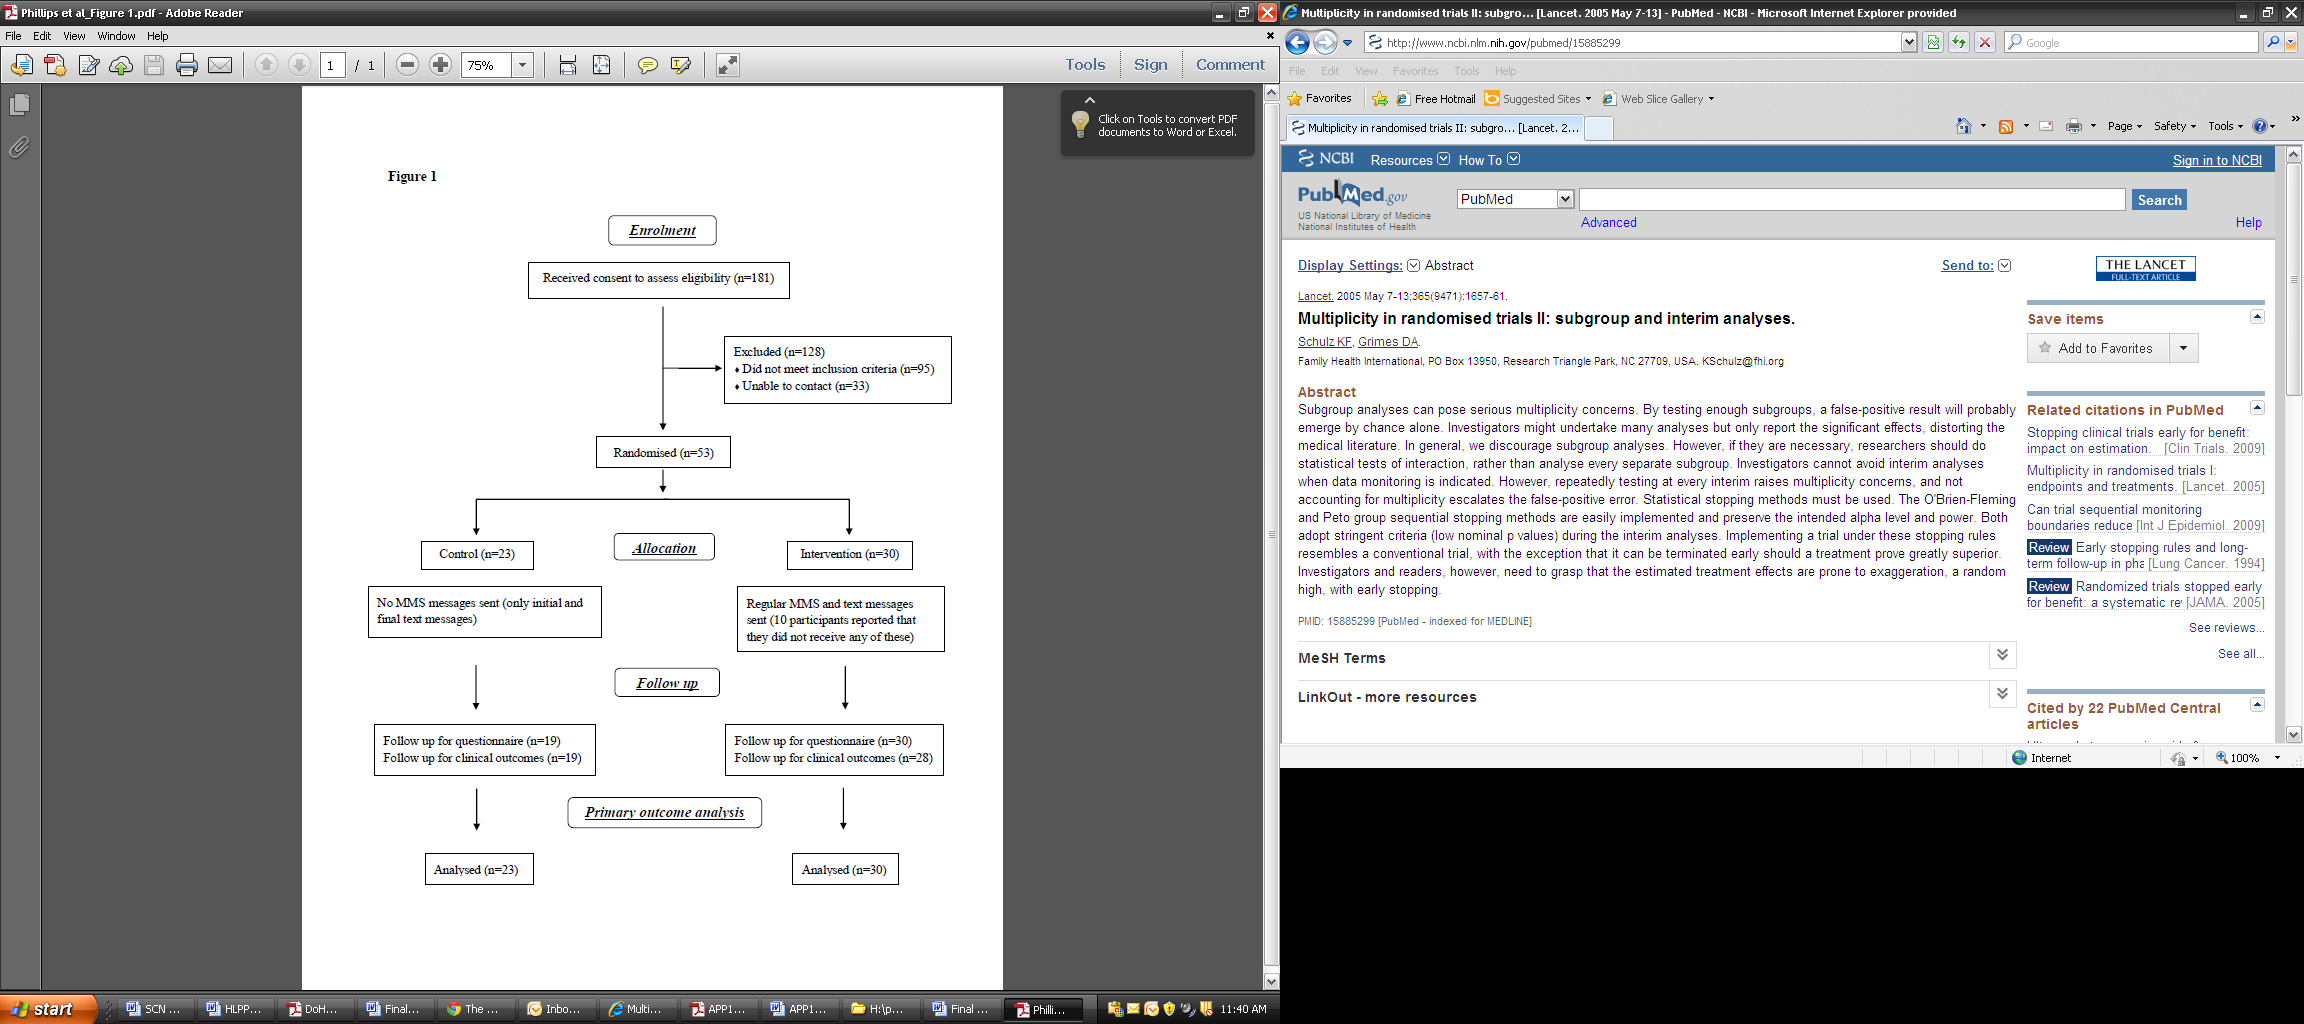 Phillips et al_Figure 1.pdf - Adobe Reader
File Edit View Window Help
1 / 1 75% Tools Sign Comment
Click on Tools to convert PDF
documents to Word or Excel.
Figure 1
Enrolment
Received consent to assess eligibility (n=181)
Excluded (n=128)
♦ Did not meet inclusion criteria (n=95)
♦ Unable to contact (n=33)
Randomised (n=53)
Allocation
Control (n=23)
Intervention (n=30)
No MMS messages sent (only initial and
final text messages)
Regular MMS and text messages
sent (10 participants reported that
they did not receive any of these)
Follow up
Follow up for questionnaire (n=19)
Follow up for clinical outcomes (n=19)
Follow up for questionnaire (n=30)
Follow up for clinical outcomes (n=28)
Primary outcome analysis
Analysed (n=23)
Analysed (n=30)
start SCN ... HLPP... DoH... Final... The ... Inbo... Multi... APP1... APP1... H:\p... Final ... Philli... 11:40 AM
Multiplicity in randomised trials II: subgro... [Lancet. 2005 May 7-13] - PubMed - NCBI - Microsoft Internet Explorer provided
http://www.ncbi.nlm.nih.gov/pubmed/15885299 Google
File Edit View Favorites Tools Help
Favorites Free Hotmail Suggested Sites Web Slice Gallery
Multiplicity in randomised trials II: subgro... [Lancet. 2... Page Safety Tools
NCBI Resources How To Sign in to NCBI
PubMed.gov PubMed Search
US National Library of Medicine
National Institutes of Health
Advanced Help
Display Settings: Abstract Send to:
THE LANCET
FULL-TEXT ARTICLE
Lancet. 2005 May 7-13;365(9471):1657-61.
Multiplicity in randomised trials II: subgroup and interim analyses.
Schulz KF, Grimes DA.
Family Health International, PO Box 13950, Research Triangle Park, NC 27709, USA. KSchulz@fhi.org
Abstract
Subgroup analyses can pose serious multiplicity concerns. By testing enough subgroups, a false-positive result will probably
emerge by chance alone. Investigators might undertake many analyses but only report the significant effects, distorting the
medical literature. In general, we discourage subgroup analyses. However, if they are necessary, researchers should do
statistical tests of interaction, rather than analyse every separate subgroup. Investigators cannot avoid interim analyses
when data monitoring is indicated. However, repeatedly testing at every interim raises multiplicity concerns, and not
accounting for multiplicity escalates the false-positive error. Statistical stopping methods must be used. The O'Brien-Fleming
and Peto group sequential stopping methods are easily implemented and preserve the intended alpha level and power. Both
adopt stringent criteria (low nominal p values) during the interim analyses. Implementing a trial under these stopping rules
resembles a conventional trial, with the exception that it can be terminated early should a treatment prove greatly superior.
Investigators and readers, however, need to grasp that the estimated treatment effects are prone to exaggeration, a random
high, with early stopping.
PMID: 15885299 [PubMed - indexed for MEDLINE]
MeSH Terms
LinkOut - more resources
Save items
Add to Favorites
Related citations in PubMed
Stopping clinical trials early for benefit:
impact on estimation. [Clin Trials. 2009]
Multiplicity in randomised trials I:
endpoints and treatments. [Lancet. 2005]
Can trial sequential monitoring
boundaries reduce [Int J Epidemiol. 2009]
Review Early stopping rules and long-
term follow-up in pha [Lung Cancer. 1994]
Review Randomized trials stopped early
for benefit: a systematic re [JAMA. 2005]
See reviews...
See all...
Cited by 22 PubMed Central
articles
Internet 100%